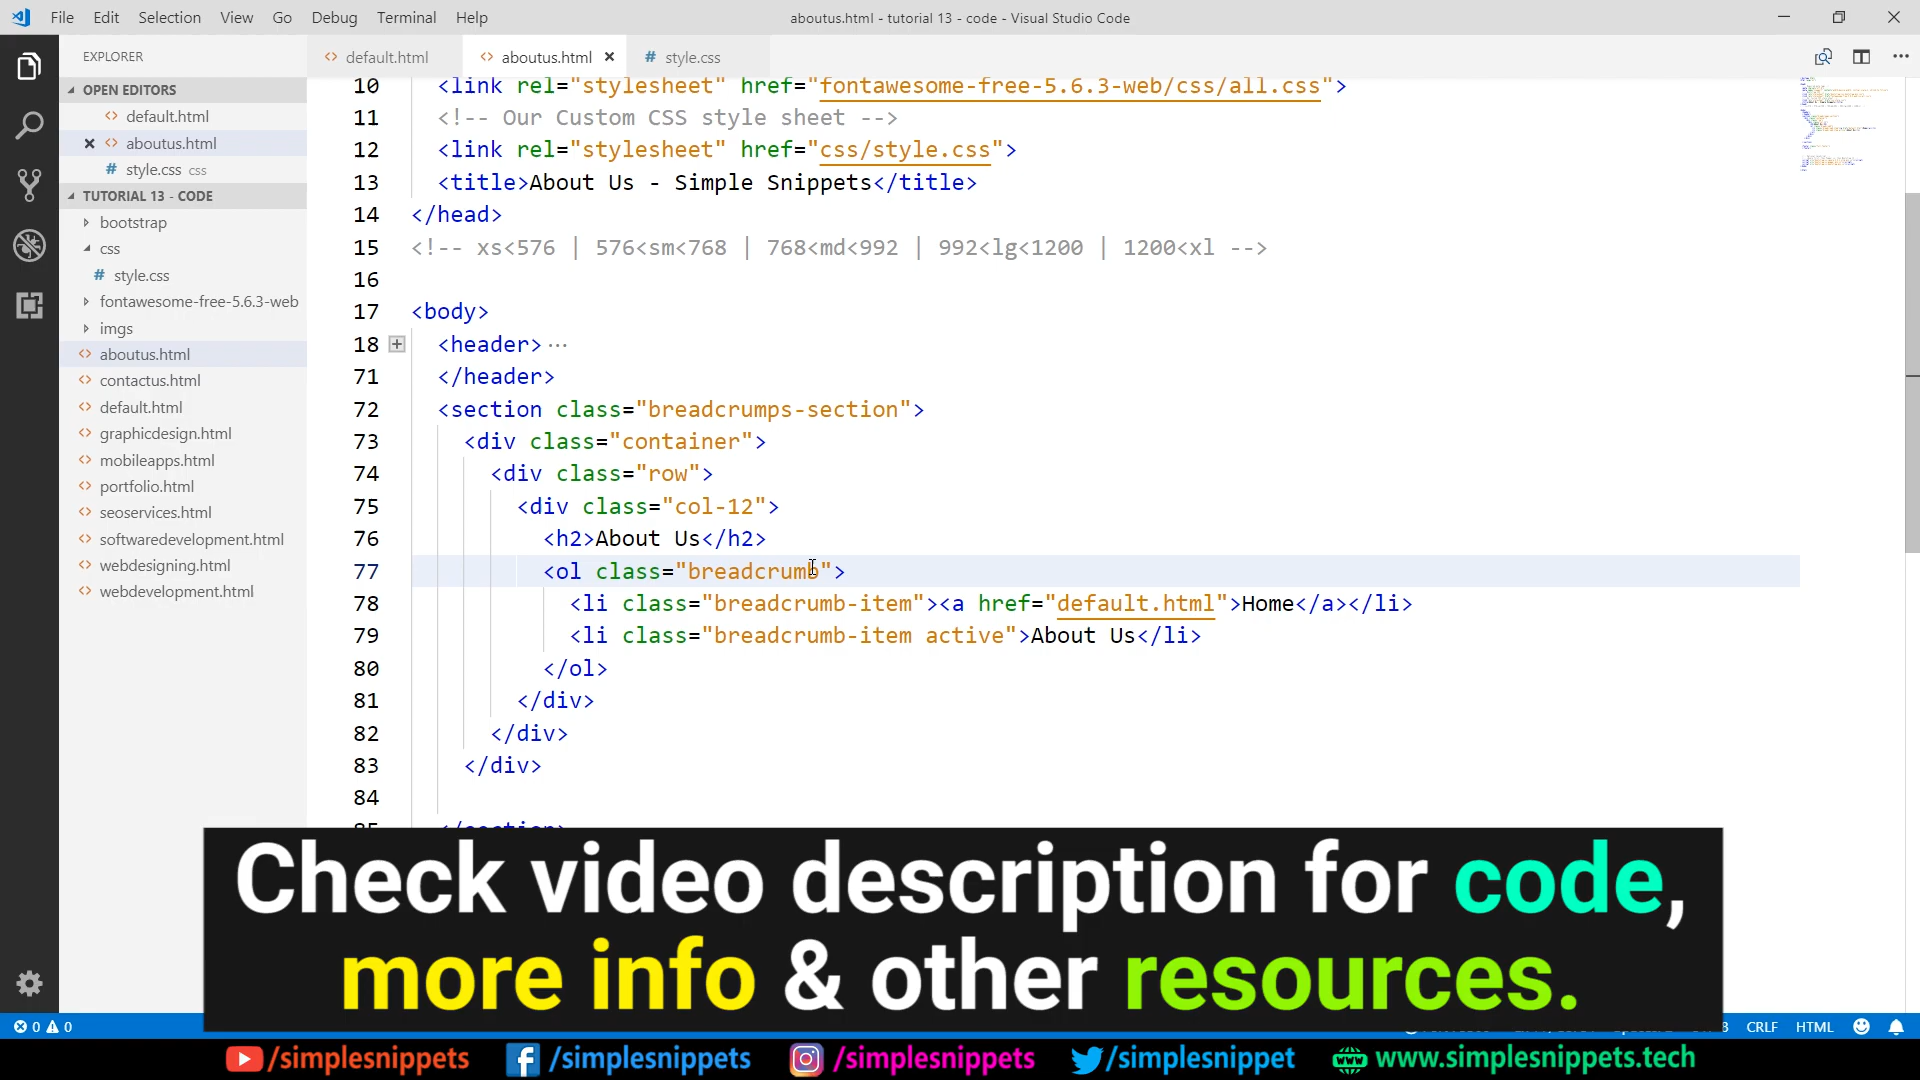 File Edit Selection View Go Debug Terminal Help
aboutus.html - tutorial 13 - code - Visual Studio Code
EXPLORER
OPEN EDITORS
default.html
aboutus.html
style.css css
TUTORIAL 13 - CODE
bootstrap
css
style.css
fontawesome-free-5.6.3-web
imgs
aboutus.html
contactus.html
default.html
graphicdesign.html
mobileapps.html
portfolio.html
seoservices.html
softwaredevelopment.html
webdesigning.html
webdevelopment.html
default.html aboutus.html style.css
10 <link rel="stylesheet" href="fontawesome-free-5.6.3-web/css/all.css">
11 <!-- Our Custom CSS style sheet -->
12 <link rel="stylesheet" href="css/style.css">
13 <title>About Us - Simple Snippets</title>
14 </head>
15 <!-- xs<576 | 576<sm<768 | 768<md<992 | 992<lg<1200 | 1200<xl -->
16
17 <body>
18 <header>...
71 </header>
72 <section class="breadcrumps-section">
73 <div class="container">
74 <div class="row">
75 <div class="col-12">
76 <h2>About Us</h2>
77 <ol class="breadcrumb">
78 <li class="breadcrumb-item"><a href="default.html">Home</a></li>
79 <li class="breadcrumb-item active">About Us</li>
80 </ol>
81 </div>
82 </div>
83 </div>
84
85 </section>
Check video description for code,
more info & other resources.
0 0 CRLF HTML
/simplesnippets /simplesnippets /simplesnippets /simplesnippet www.simplesnippets.tech